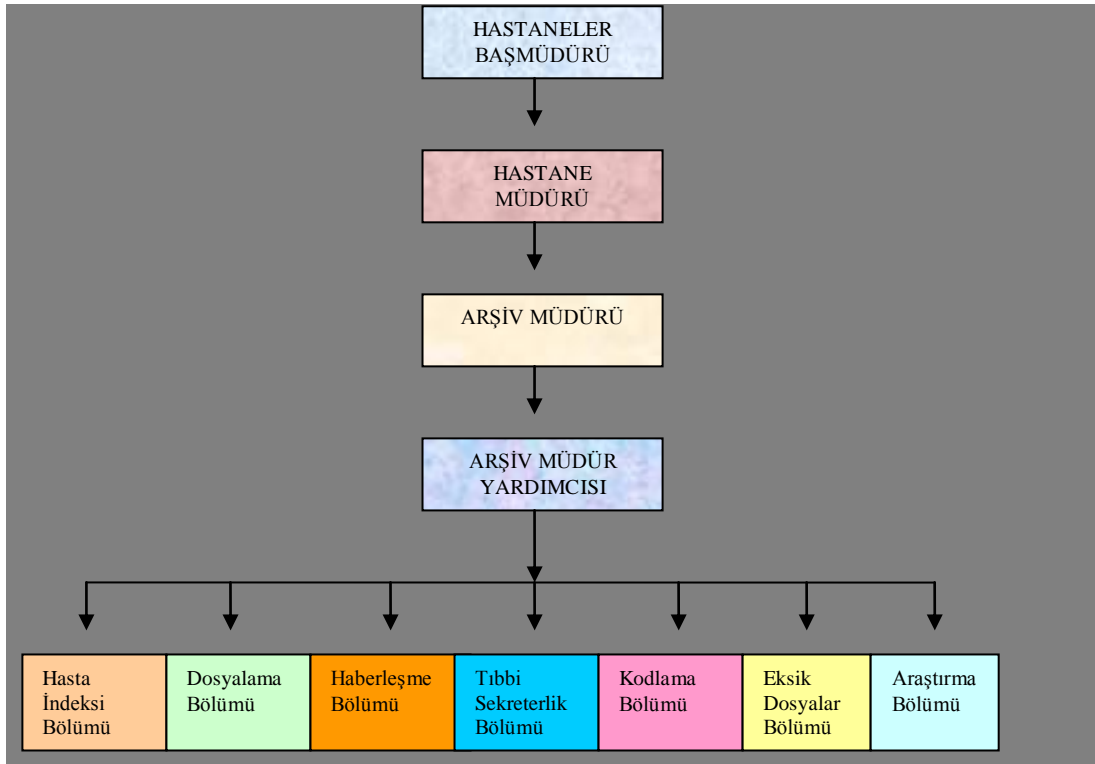 HASTANELER
BAŞMÜDÜRÜ
HASTANE
MÜDÜRÜ
ARŞİV MÜDÜRÜ
ARŞİV MÜDÜR
YARDIMCISI
Hasta
İndeksi
Bölümü
Dosyalama
Bölümü
Haberleşme
Bölümü
Tıbbi
Sekreterlik
Bölümü
Kodlama
Bölümü
Eksik
Dosyalar
Bölümü
Araştırma
Bölümü